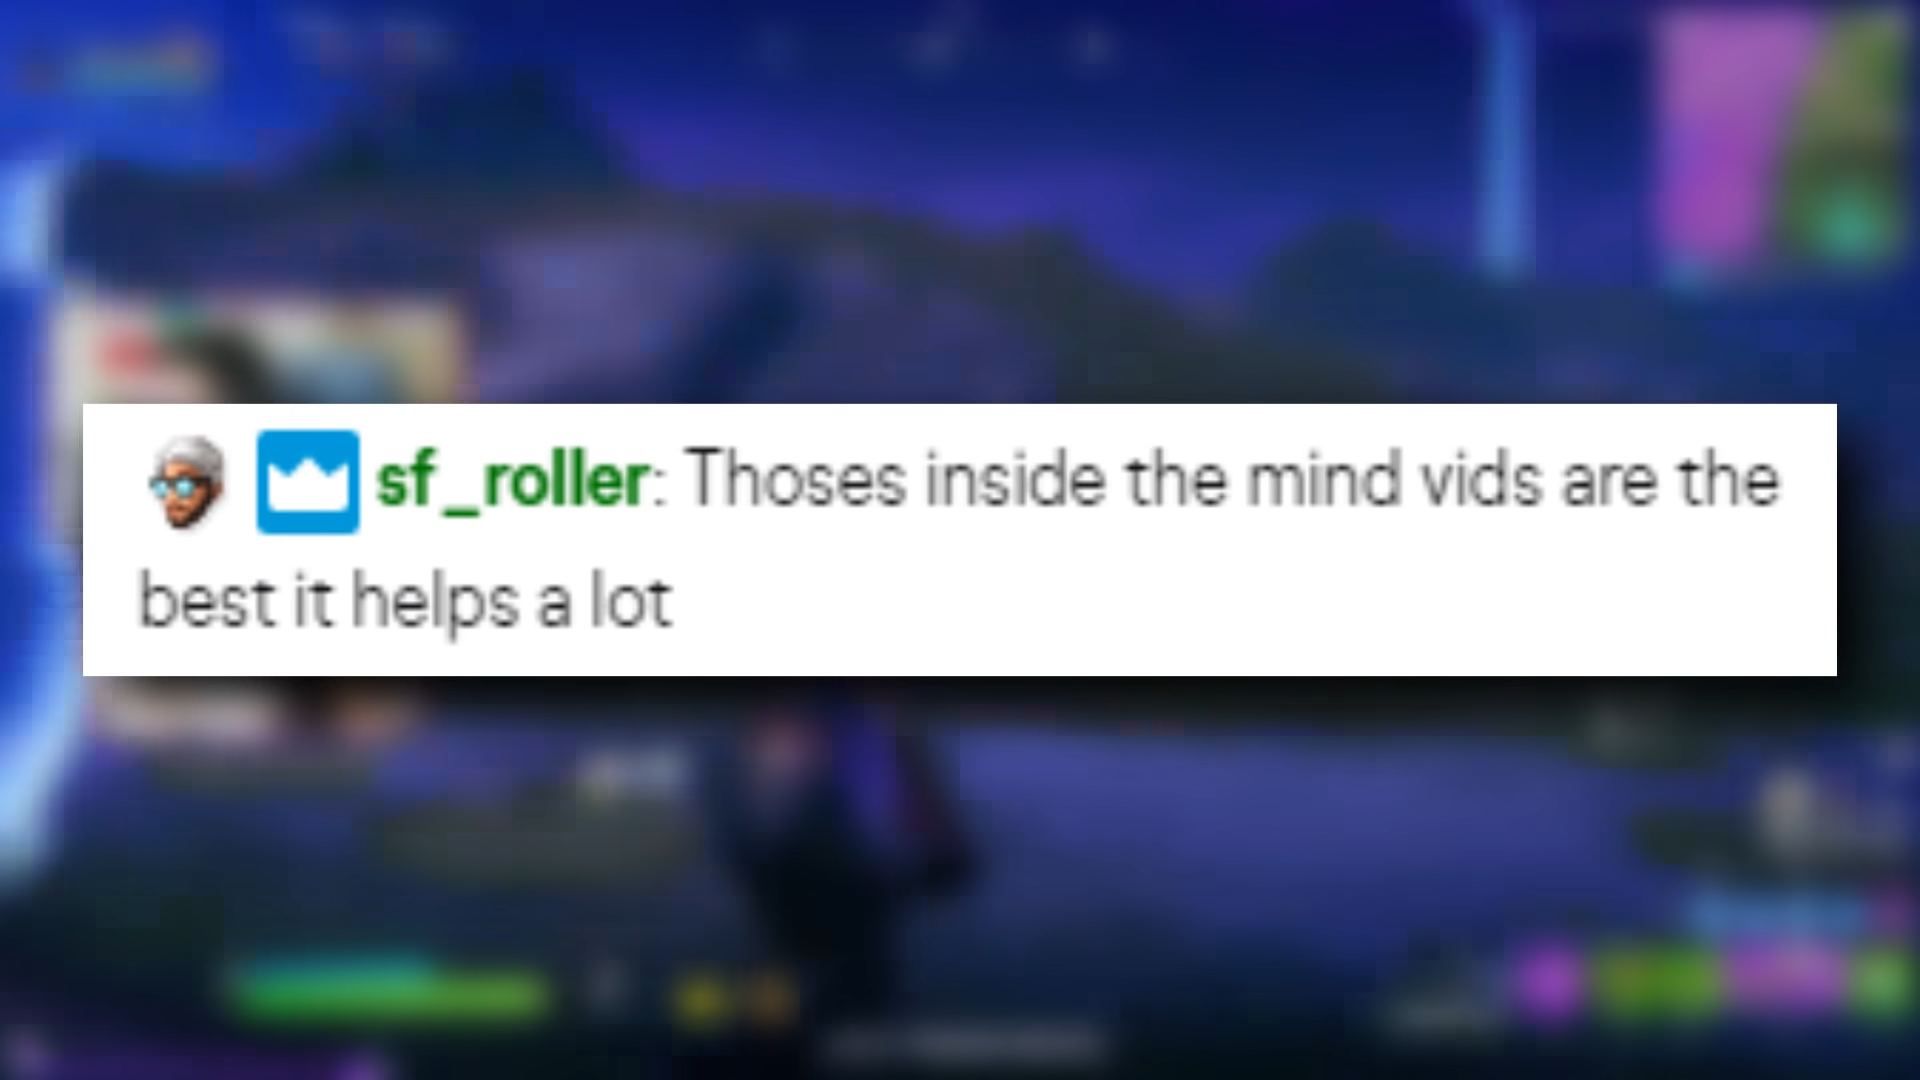 sf_roller: Thoses inside the mind vids are the
best it helps a lot